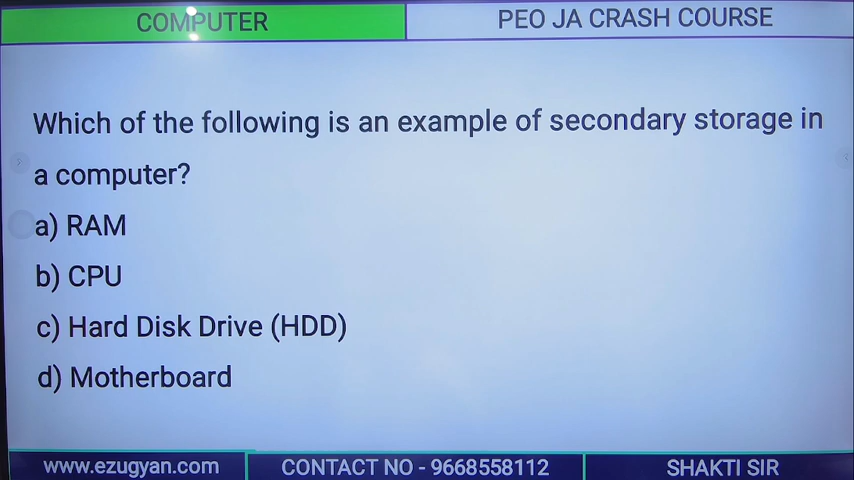 COMPUTER
PEO JA CRASH COURSE
Which of the following is an example of secondary storage in
a computer?
a) RAM
b) CPU
c) Hard Disk Drive (HDD)
d) Motherboard
www.ezugyan.com
CONTACT NO - 9668558112
SHAKTI SIR